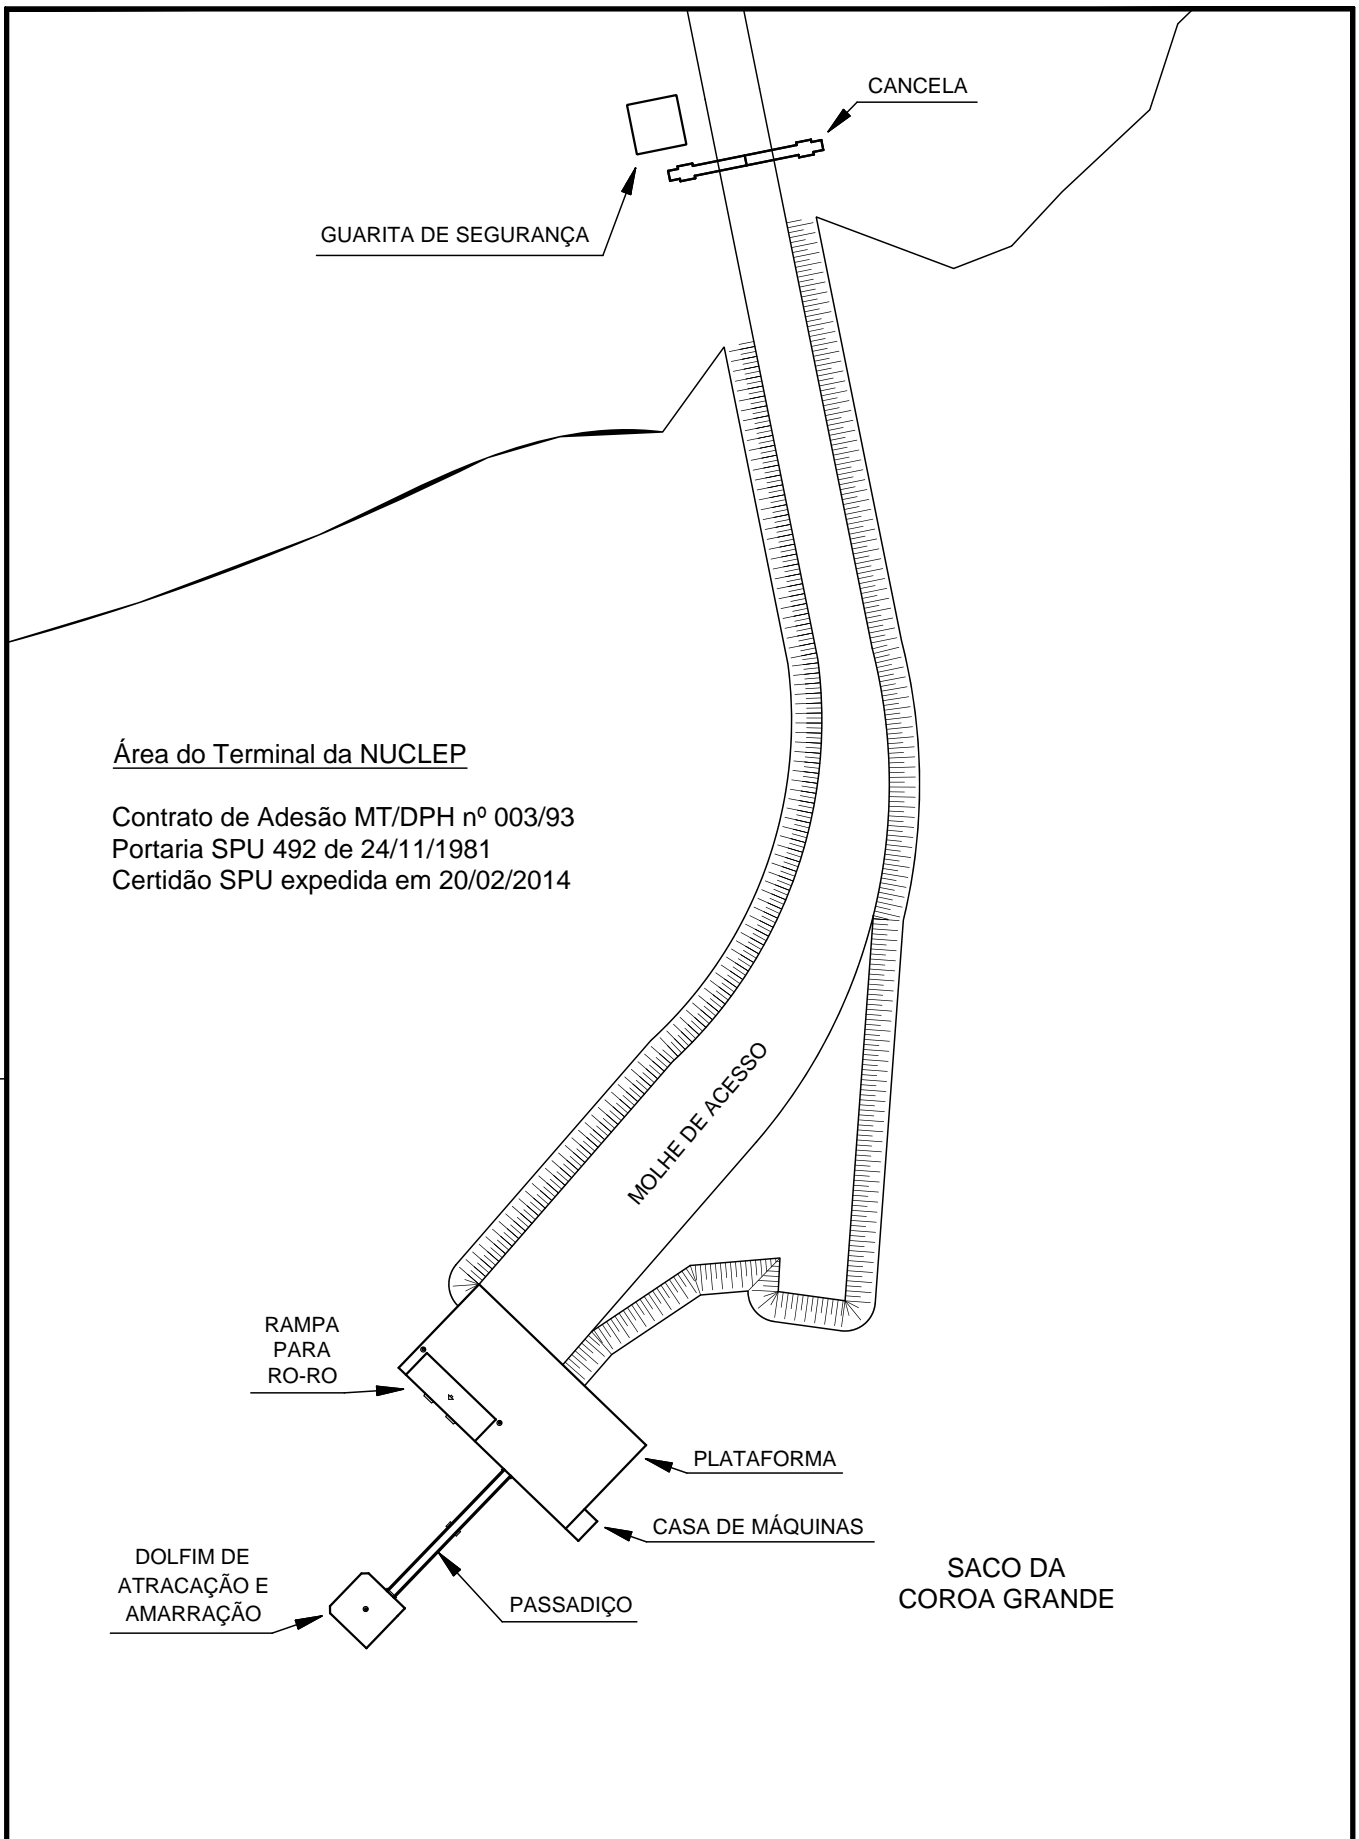 CANCELA
GUARITA DE SEGURANÇA
Área do Terminal da NUCLEP
Contrato de Adesão MT/DPH nº 003/93
Portaria SPU 492 de 24/11/1981
Certidão SPU expedida em 20/02/2014
MOLHE DE ACESSO
RAMPA
PARA
RO-RO
PLATAFORMA
CASA DE MÁQUINAS
DOLFIM DE
ATRACAÇÃO E
AMARRAÇÃO
PASSADIÇO
SACO DA
COROA GRANDE